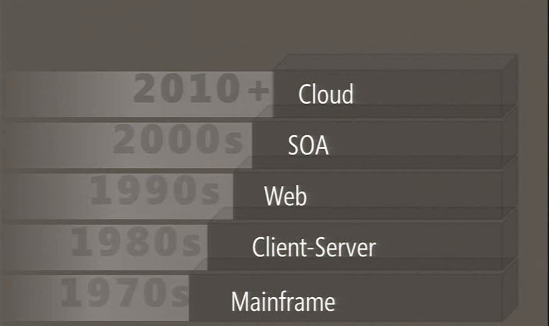 2010+ Cloud
2000s SOA
1990s Web
1980s Client-Server
1970s Mainframe